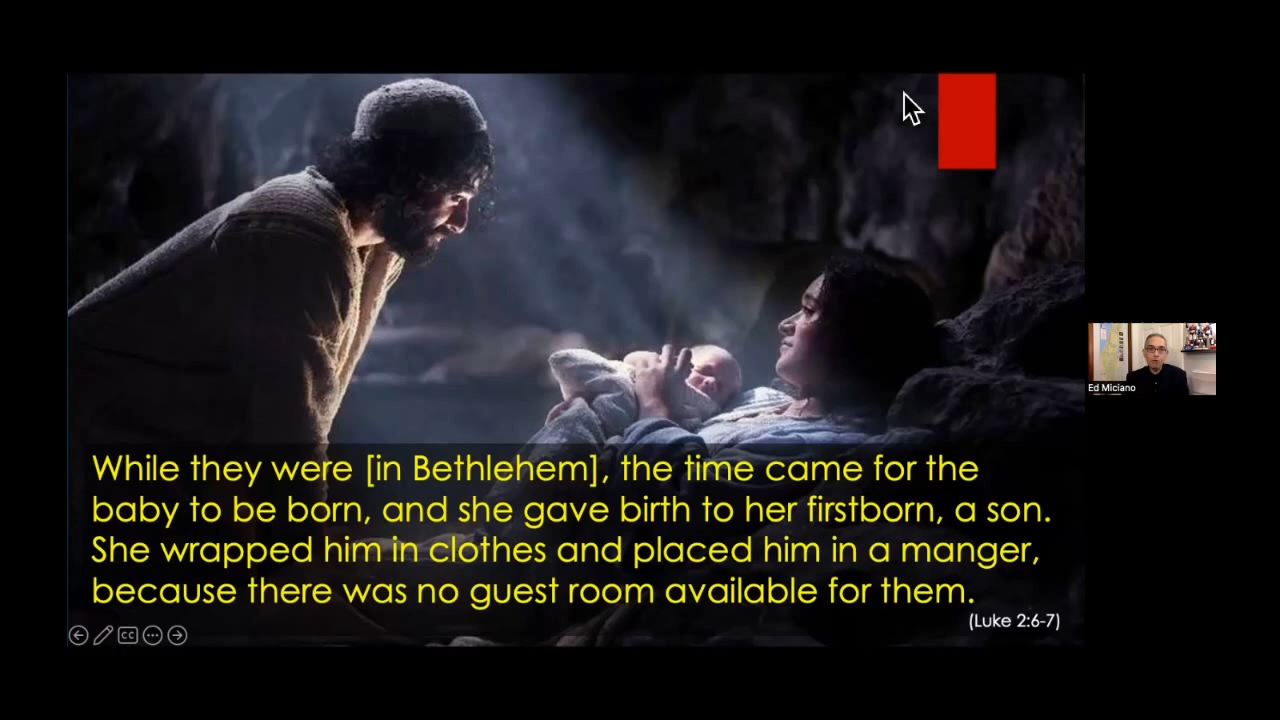 While they were [in Bethlehem], the time came for the
baby to be born, and she gave birth to her firstborn, a son.
She wrapped him in clothes and placed him in a manger,
because there was no guest room available for them.
(Luke 2:6-7)
CC
Ed Miciano